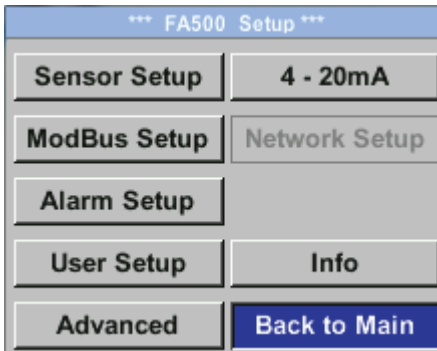 *** FA500 Setup ***
Sensor Setup 4 - 20mA
ModBus Setup Network Setup
Alarm Setup
User Setup Info
Advanced Back to Main